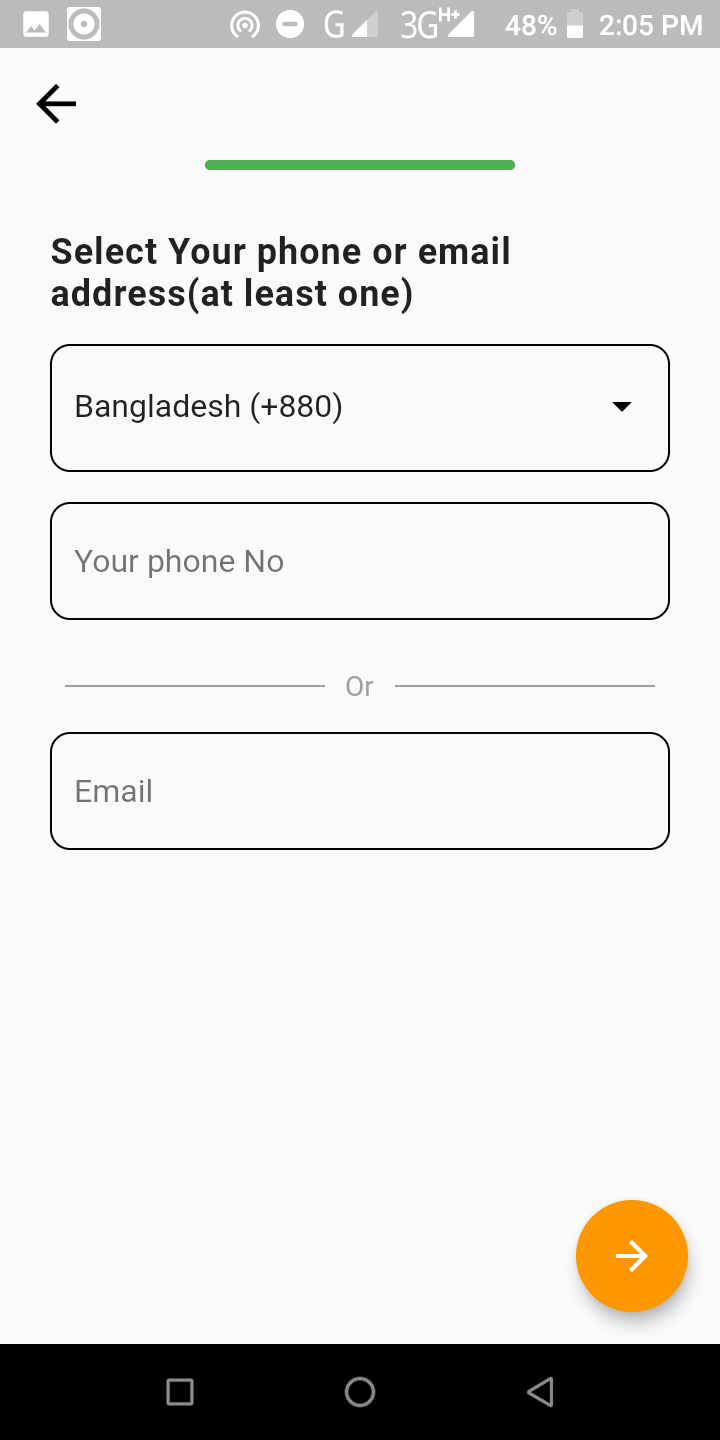 G 3G H+ 48% 2:05 PM
Select Your phone or email
address(at least one)
Bangladesh (+880)
Your phone No
Or
Email